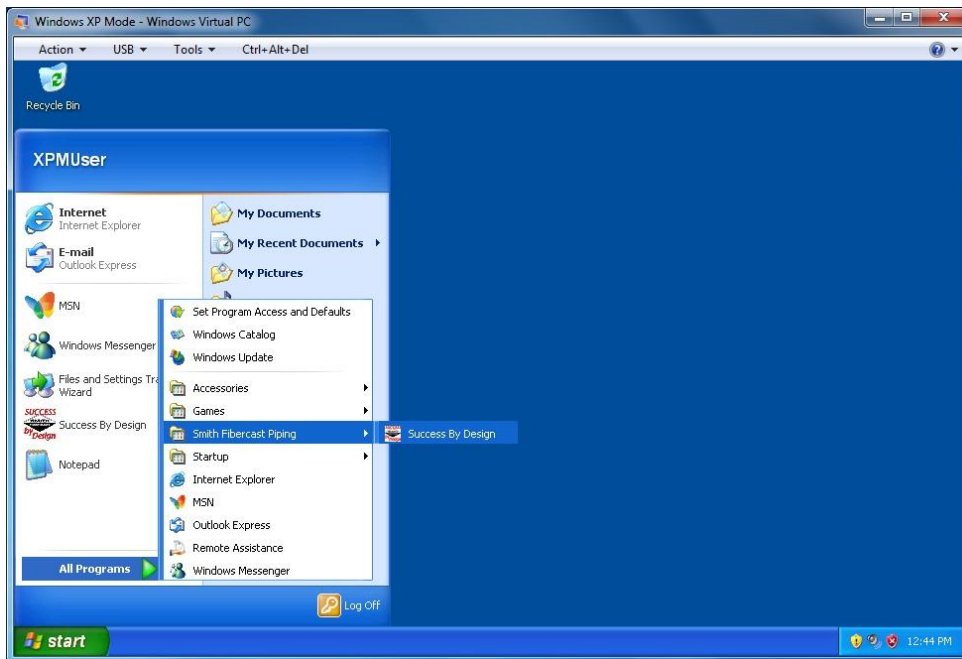 Windows XP Mode - Windows Virtual PC
Action USB Tools Ctrl+Alt+Del
Recycle Bin
XPMUser
Internet
Internet Explorer
E-mail
Outlook Express
MSN
Windows Messenger
Files and Settings Tra
Wizard
SUCCESS
by Design
Success By Design
Notepad
All Programs
My Documents
My Recent Documents
My Pictures
Set Program Access and Defaults
Windows Catalog
Windows Update
Accessories
Games
Smith Fibercast Piping
Startup
Internet Explorer
MSN
Outlook Express
Remote Assistance
Windows Messenger
Success By Design
Log Off
start
12:44 PM